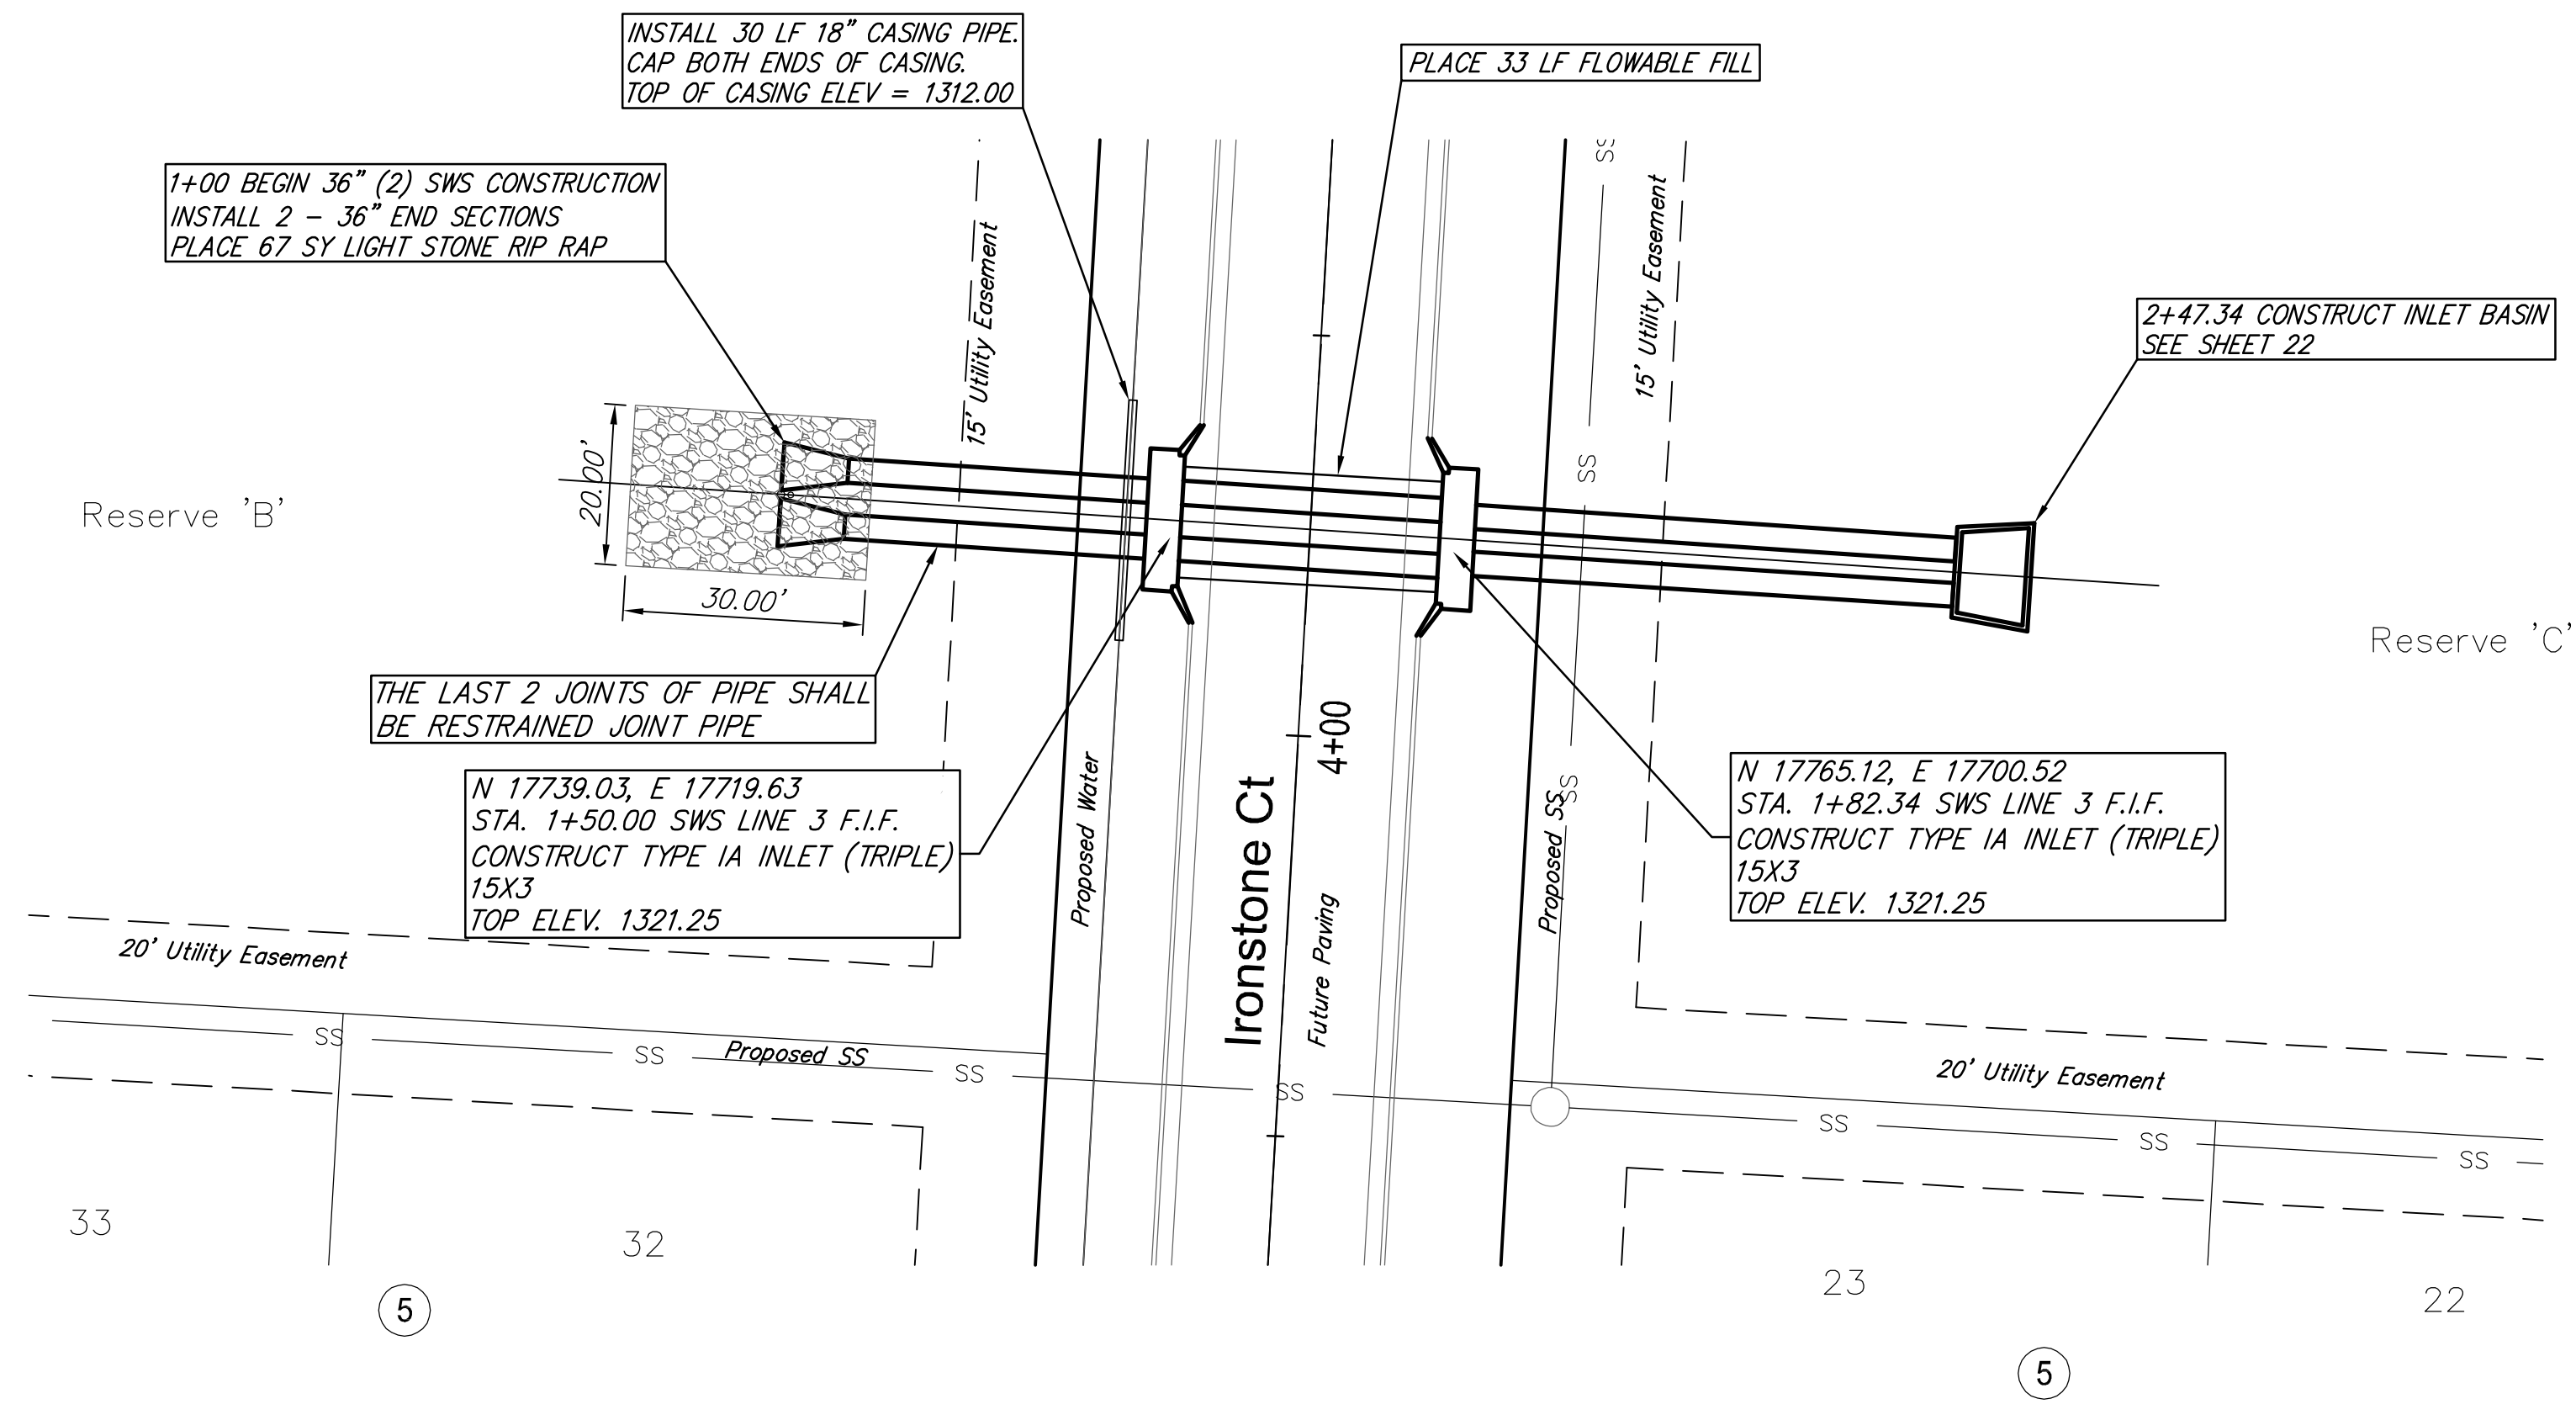 INSTALL 30 LF 18" CASING PIPE.
CAP BOTH ENDS OF CASING.
TOP OF CASING ELEV = 1312.00
PLACE 33 LF FLOWABLE FILL
1+00 BEGIN 36" (2) SWS CONSTRUCTION
INSTALL 2 - 36" END SECTIONS
PLACE 67 SY LIGHT STONE RIP RAP
SS
15' Utility Easement
15' Utility Easement
2+47.34 CONSTRUCT INLET BASIN
SEE SHEET 22
SS
20.00'
Reserve 'B'
30.00'
Reserve 'C'
THE LAST 2 JOINTS OF PIPE SHALL
BE RESTRAINED JOINT PIPE
4+00
N 17739.03, E 17719.63
STA. 1+50.00 SWS LINE 3 F.I.F.
CONSTRUCT TYPE IA INLET (TRIPLE)
15X3
TOP ELEV. 1321.25
Proposed Water
Ironstone Ct
Future Paving
SS
Proposed SS
N 17765.12, E 17700.52
STA. 1+82.34 SWS LINE 3 F.I.F.
CONSTRUCT TYPE IA INLET (TRIPLE)
15X3
TOP ELEV. 1321.25
20' Utility Easement
SS
SS
Proposed SS
SS
SS
20' Utility Easement
SS
SS
SS
33
32
23
22
5
5